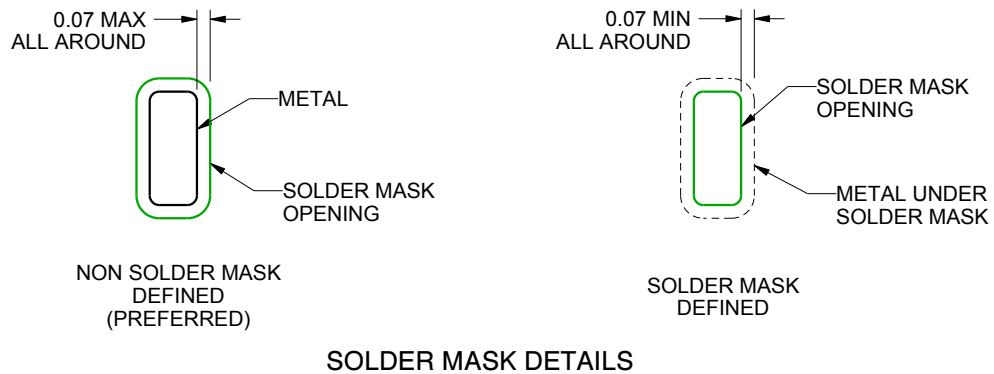 0.07 MAX
ALL AROUND
METAL
SOLDER MASK
OPENING
NON SOLDER MASK
DEFINED
(PREFERRED)
0.07 MIN
ALL AROUND
SOLDER MASK
OPENING
METAL UNDER
SOLDER MASK
SOLDER MASK
DEFINED
SOLDER MASK DETAILS